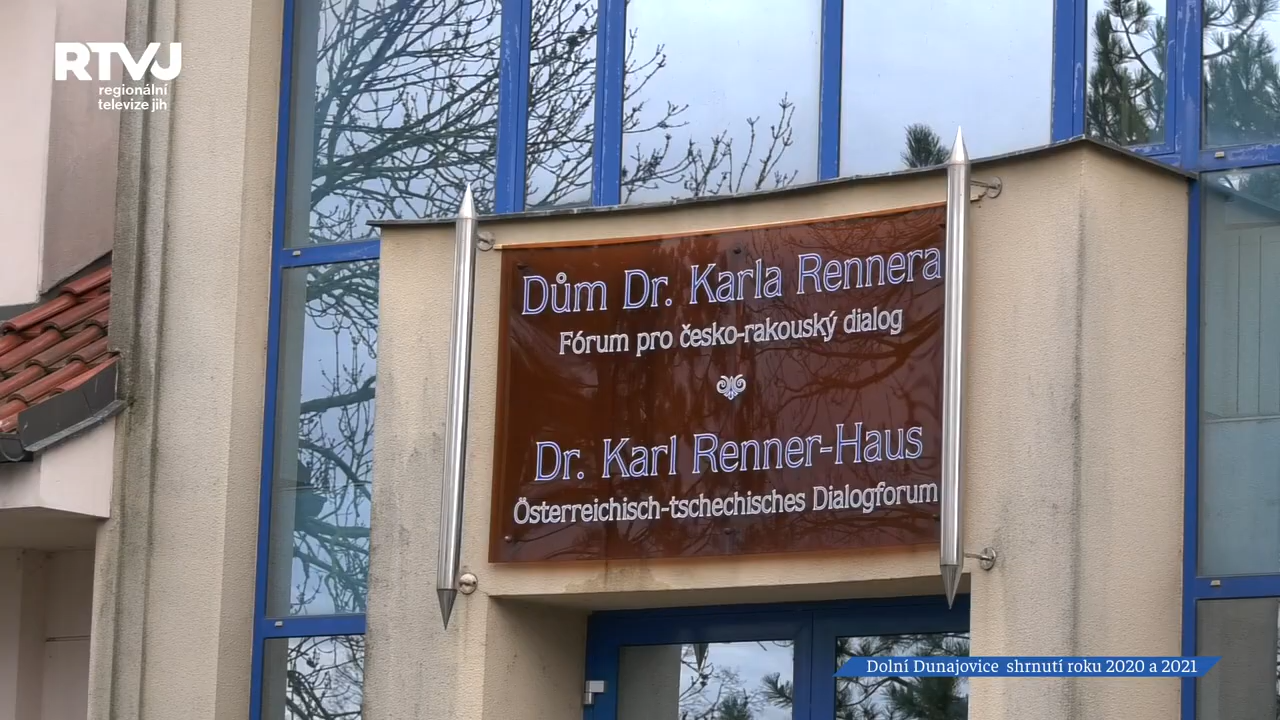 RTVJ
regionální
televize jih
Dům Dr. Karla Rennera
Fórum pro česko-rakouský dialog
Dr. Karl Renner-Haus
Österreichisch-tschechisches Dialogforum
Dolní Dunajovice shrnutí roku 2020 a 2021